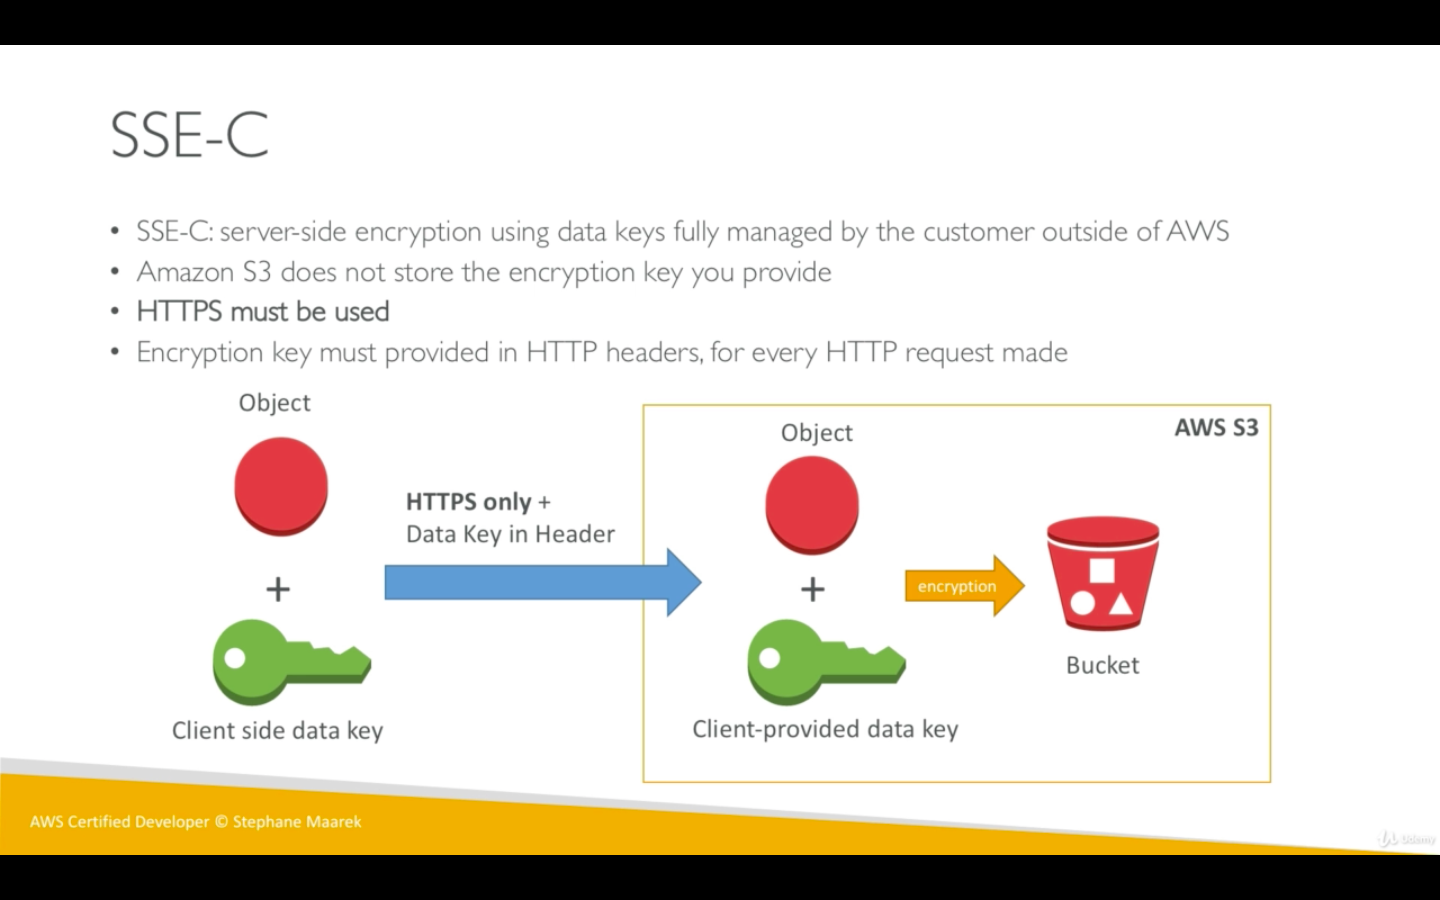 SSE-C
• SSE-C: server-side encryption using data keys fully managed by the customer outside of AWS
• Amazon S3 does not store the encryption key you provide
• HTTPS must be used
• Encryption key must provided in HTTP headers, for every HTTP request made
Object
+
Client side data key
HTTPS only +
Data Key in Header
AWS S3
Object
+
Client-provided data key
encryption
Bucket
AWS Certified Developer © Stephane Maarek
Udemy